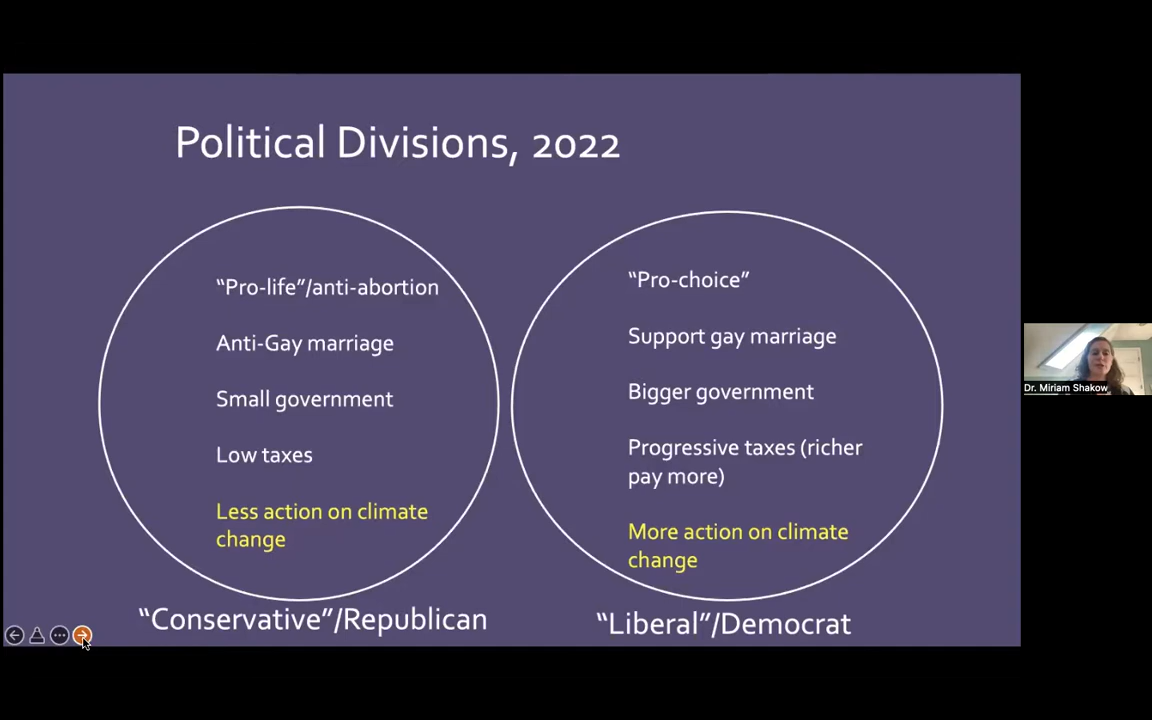 Political Divisions, 2022
“Pro-life”/anti-abortion
Anti-Gay marriage
Small government
Low taxes
Less action on climate
change
“Conservative”/Republican
“Pro-choice”
Support gay marriage
Bigger government
Progressive taxes (richer
pay more)
More action on climate
change
“Liberal”/Democrat
Dr. Miriam Shakow